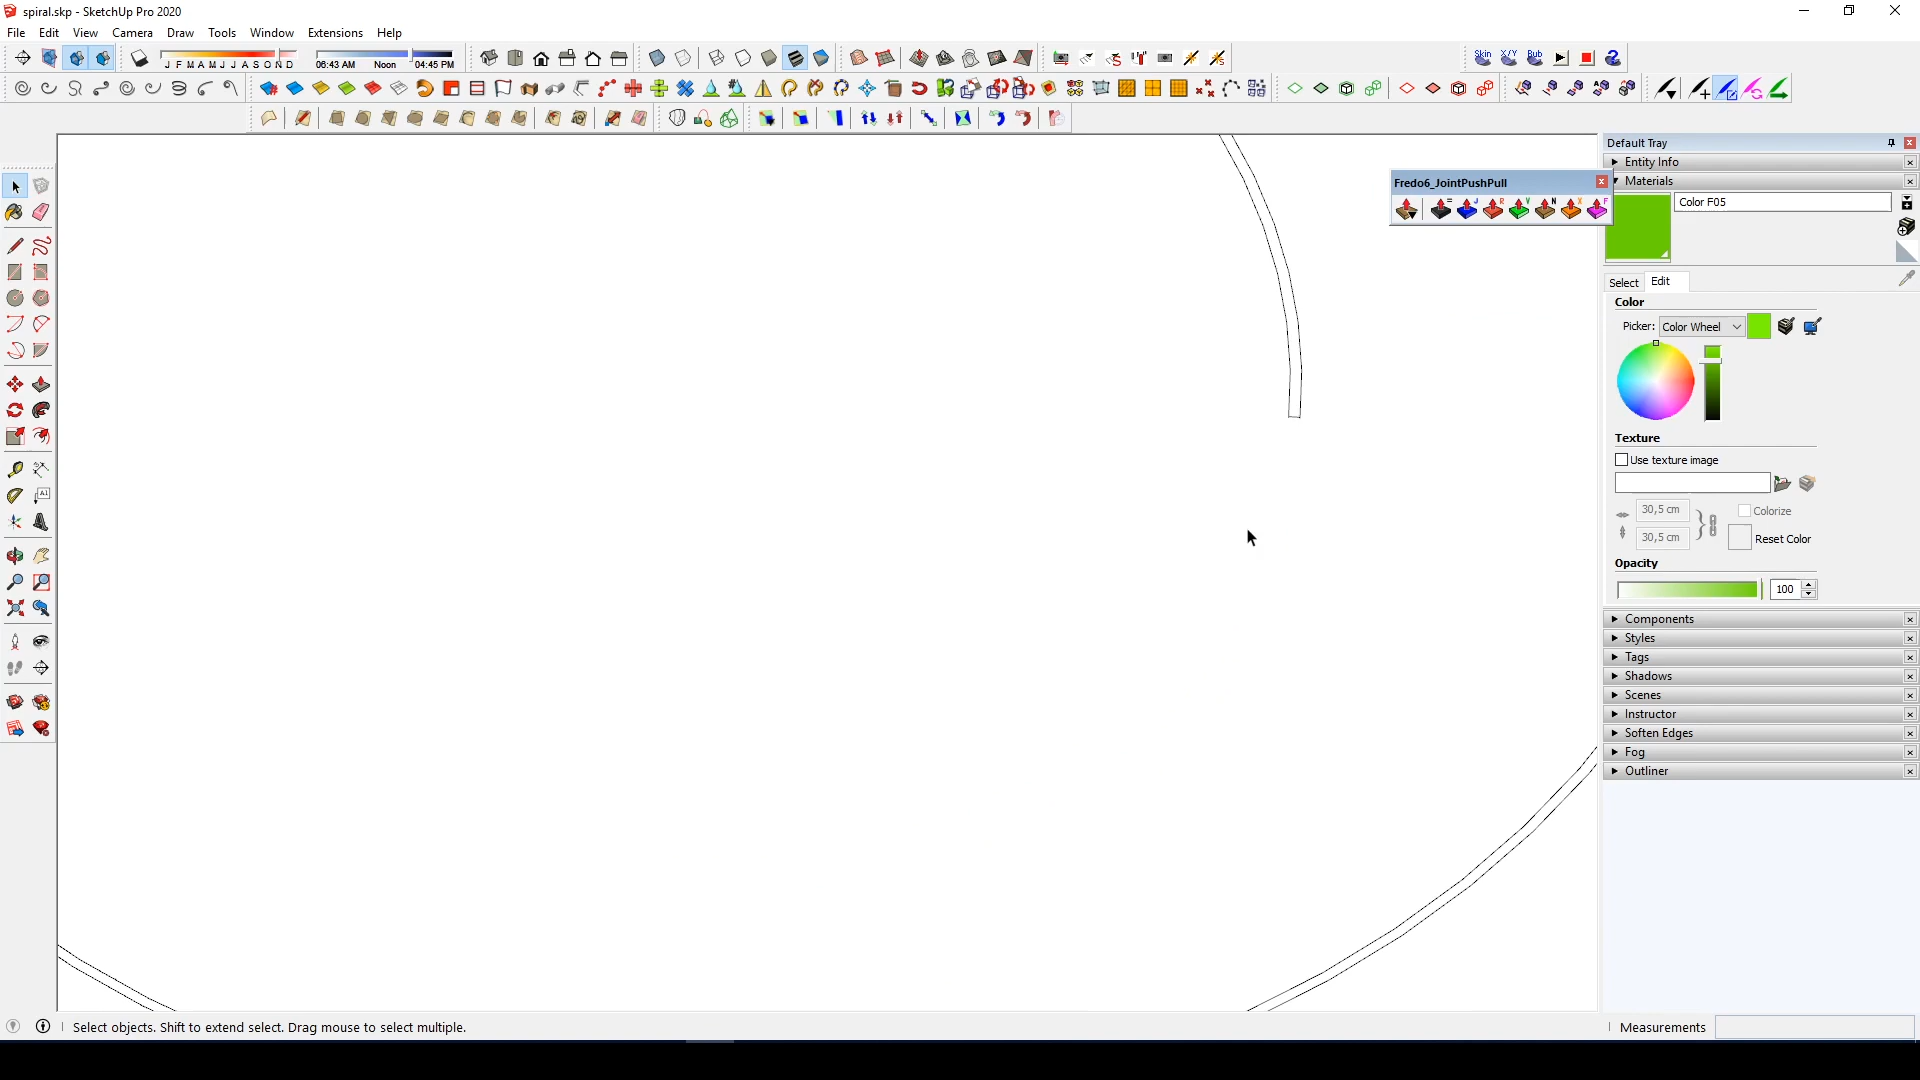 spiral.skp - SketchUp Pro 2020
File Edit View Camera Draw Tools Window Extensions Help
J F M A M J J A S O N D
06:43 AM Noon 04:45 PM
Skin X/Y Bub
Default Tray
Entity Info
Fredo6_JointPushPull
Materials
Color F05
= J R V N X F
Select Edit
Color
Picker: Color Wheel
Texture
Use texture image
A1
30,5 cm
Colorize
30,5 cm
Reset Color
Opacity
100
Components
Styles
Tags
Shadows
Scenes
Instructor
Soften Edges
Fog
Outliner
Select objects. Shift to extend select. Drag mouse to select multiple.
Measurements